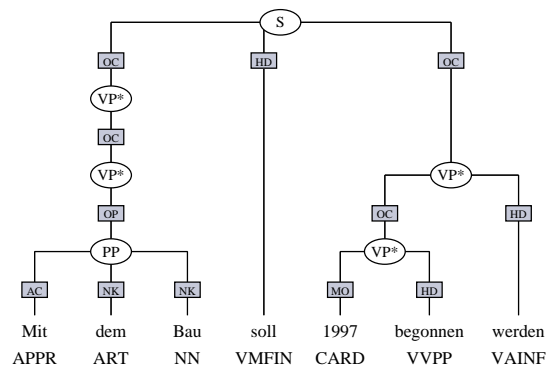 S
OC HD OC
VP*
OC
VP* VP*
OP OC HD
PP VP*
AC NK NK MO HD
Mit dem Bau soll 1997 begonnen werden
APPR ART NN VMFIN CARD VVPP VAINF